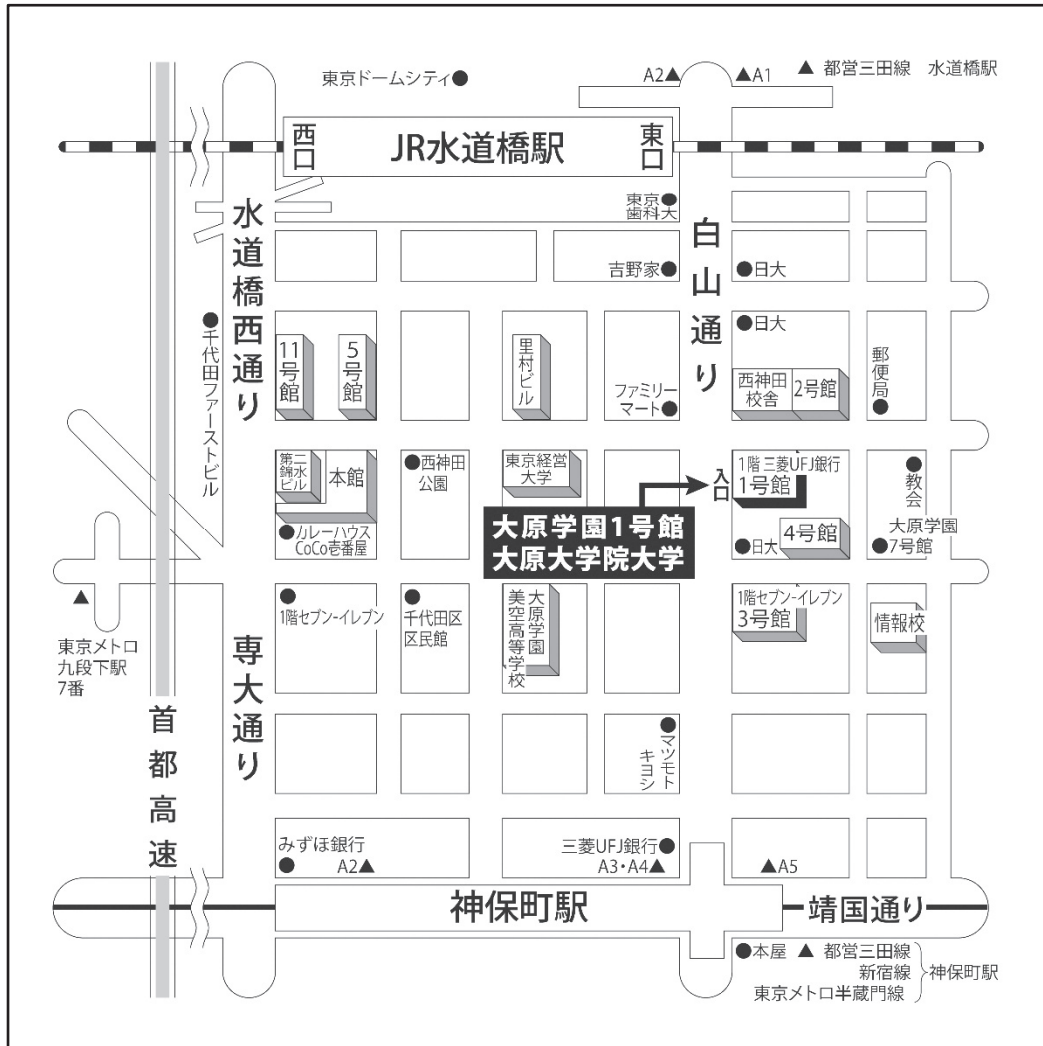 東京ドームシティ●
A2▲
▲A1
▲ 都営三田線 水道橋駅
西口
JR水道橋駅
東口
東京
歯科大
水道橋西通り
白山通り
吉野家●
●日大
●千代田ファーストビル
11号館
5号館
里村ビル
ファミリー
マート●
●日大
西神田
校舎
2号館
郵便局●
第二
錦水
ビル
本館
●西神田
公園
東京経営
大学
入口
1階 三菱UFJ銀行
1号館
●教会
●カレーハウス
CoCo壱番屋
大原学園1号館
大原大学院大学
●日大
4号館
大原学園
●7号館
▲
東京メトロ
九段下駅
7番
●
1階セブン-イレブン
●
千代田区
区民館
大原学園
美空高等学校
1階セブン-イレブン
3号館
情報校
首都高速
専大通り
●マツモト
キヨシ
みずほ銀行
●
A2▲
三菱UFJ銀行●
A3・A4▲
▲A5
神保町駅
靖国通り
●本屋
▲ 都営三田線
新宿線
東京メトロ半蔵門線
神保町駅